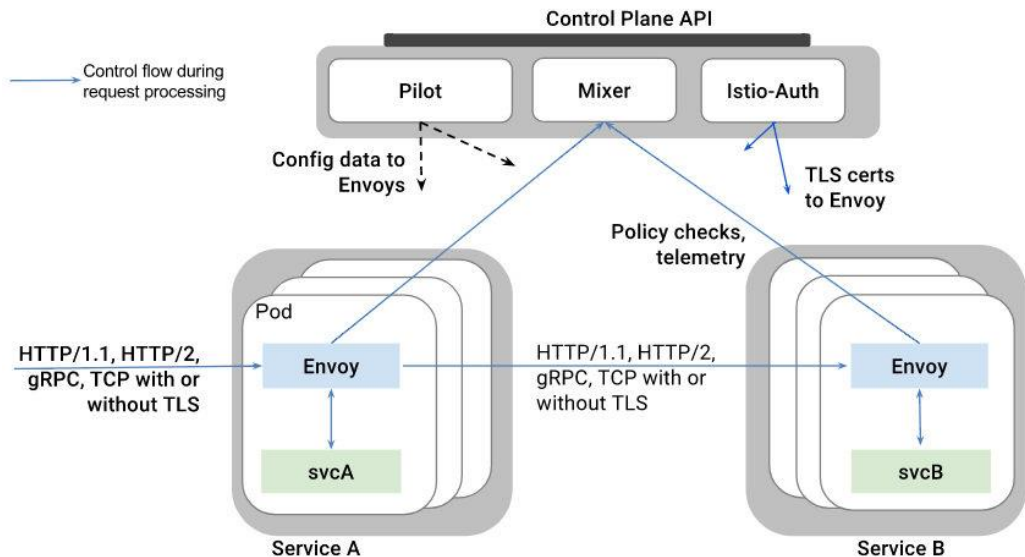 Control Plane API
Control flow during
request processing
Pilot
Mixer
Istio-Auth
Config data to
Envoys
TLS certs
to Envoy
Policy checks,
telemetry
Pod
HTTP/1.1, HTTP/2,
gRPC, TCP with or
without TLS
Envoy
svcA
HTTP/1.1, HTTP/2,
gRPC, TCP with or
without TLS
Envoy
svcB
Service A
Service B